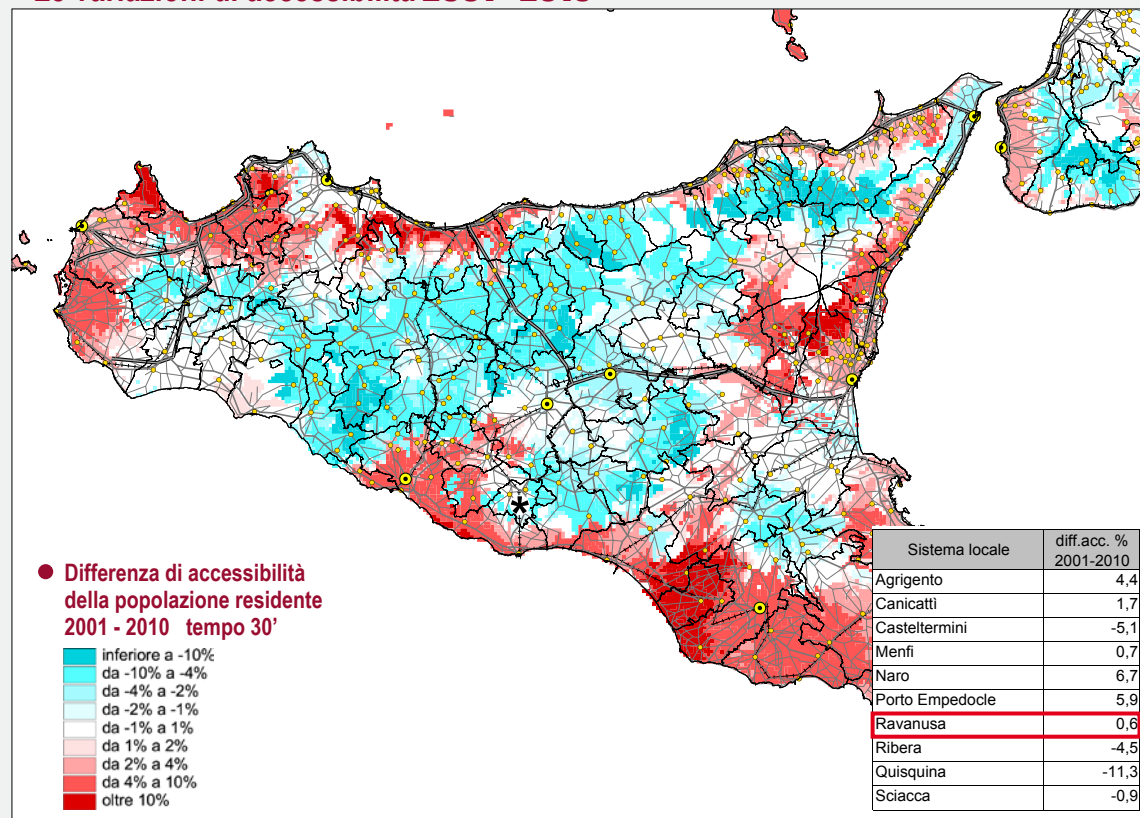 ● Differenza di accessibilità
della popolazione residente
2001 - 2010 tempo 30'
inferiore a -10%
da -10% a -4%
da -4% a -2%
da -2% a -1%
da -1% a 1%
da 1% a 2%
da 2% a 4%
da 4% a 10%
oltre 10%
*
Sistema locale diff.acc. % 2001-2010
Agrigento 4,4
Canicattì 1,7
Casteltermini -5,1
Menfi 0,7
Naro 6,7
Porto Empedocle 5,9
Ravanusa 0,6
Ribera -4,5
Quisquina -11,3
Sciacca -0,9